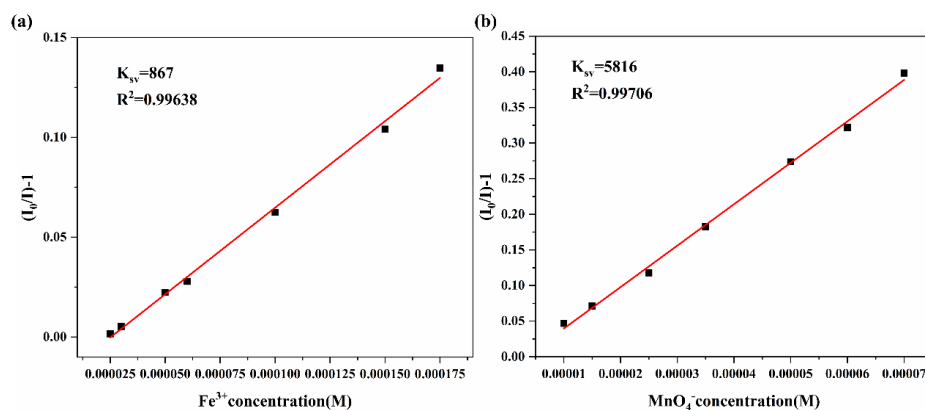 (a)
K_sv=867
R²=0.99638
(I₀/I)-1
0.15
0.10
0.05
0.00
0.000025 0.000050 0.000075 0.000100 0.000125 0.000150 0.000175
Fe³⁺concentration(M)
(b)
K_sv=5816
R²=0.99706
(I₀/I)-1
0.45
0.40
0.35
0.30
0.25
0.20
0.15
0.10
0.05
0.00
0.00001 0.00002 0.00003 0.00004 0.00005 0.00006 0.00007
MnO₄⁻concentration(M)